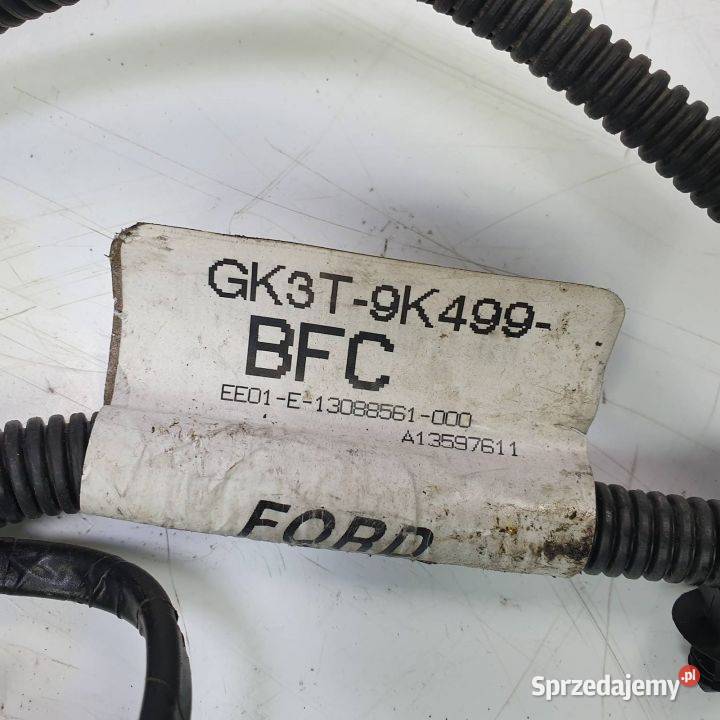 GK3T-9K499-
BFC
EE01-E-13088561-000
A13597611
FORD
Sprzedajemy.pl